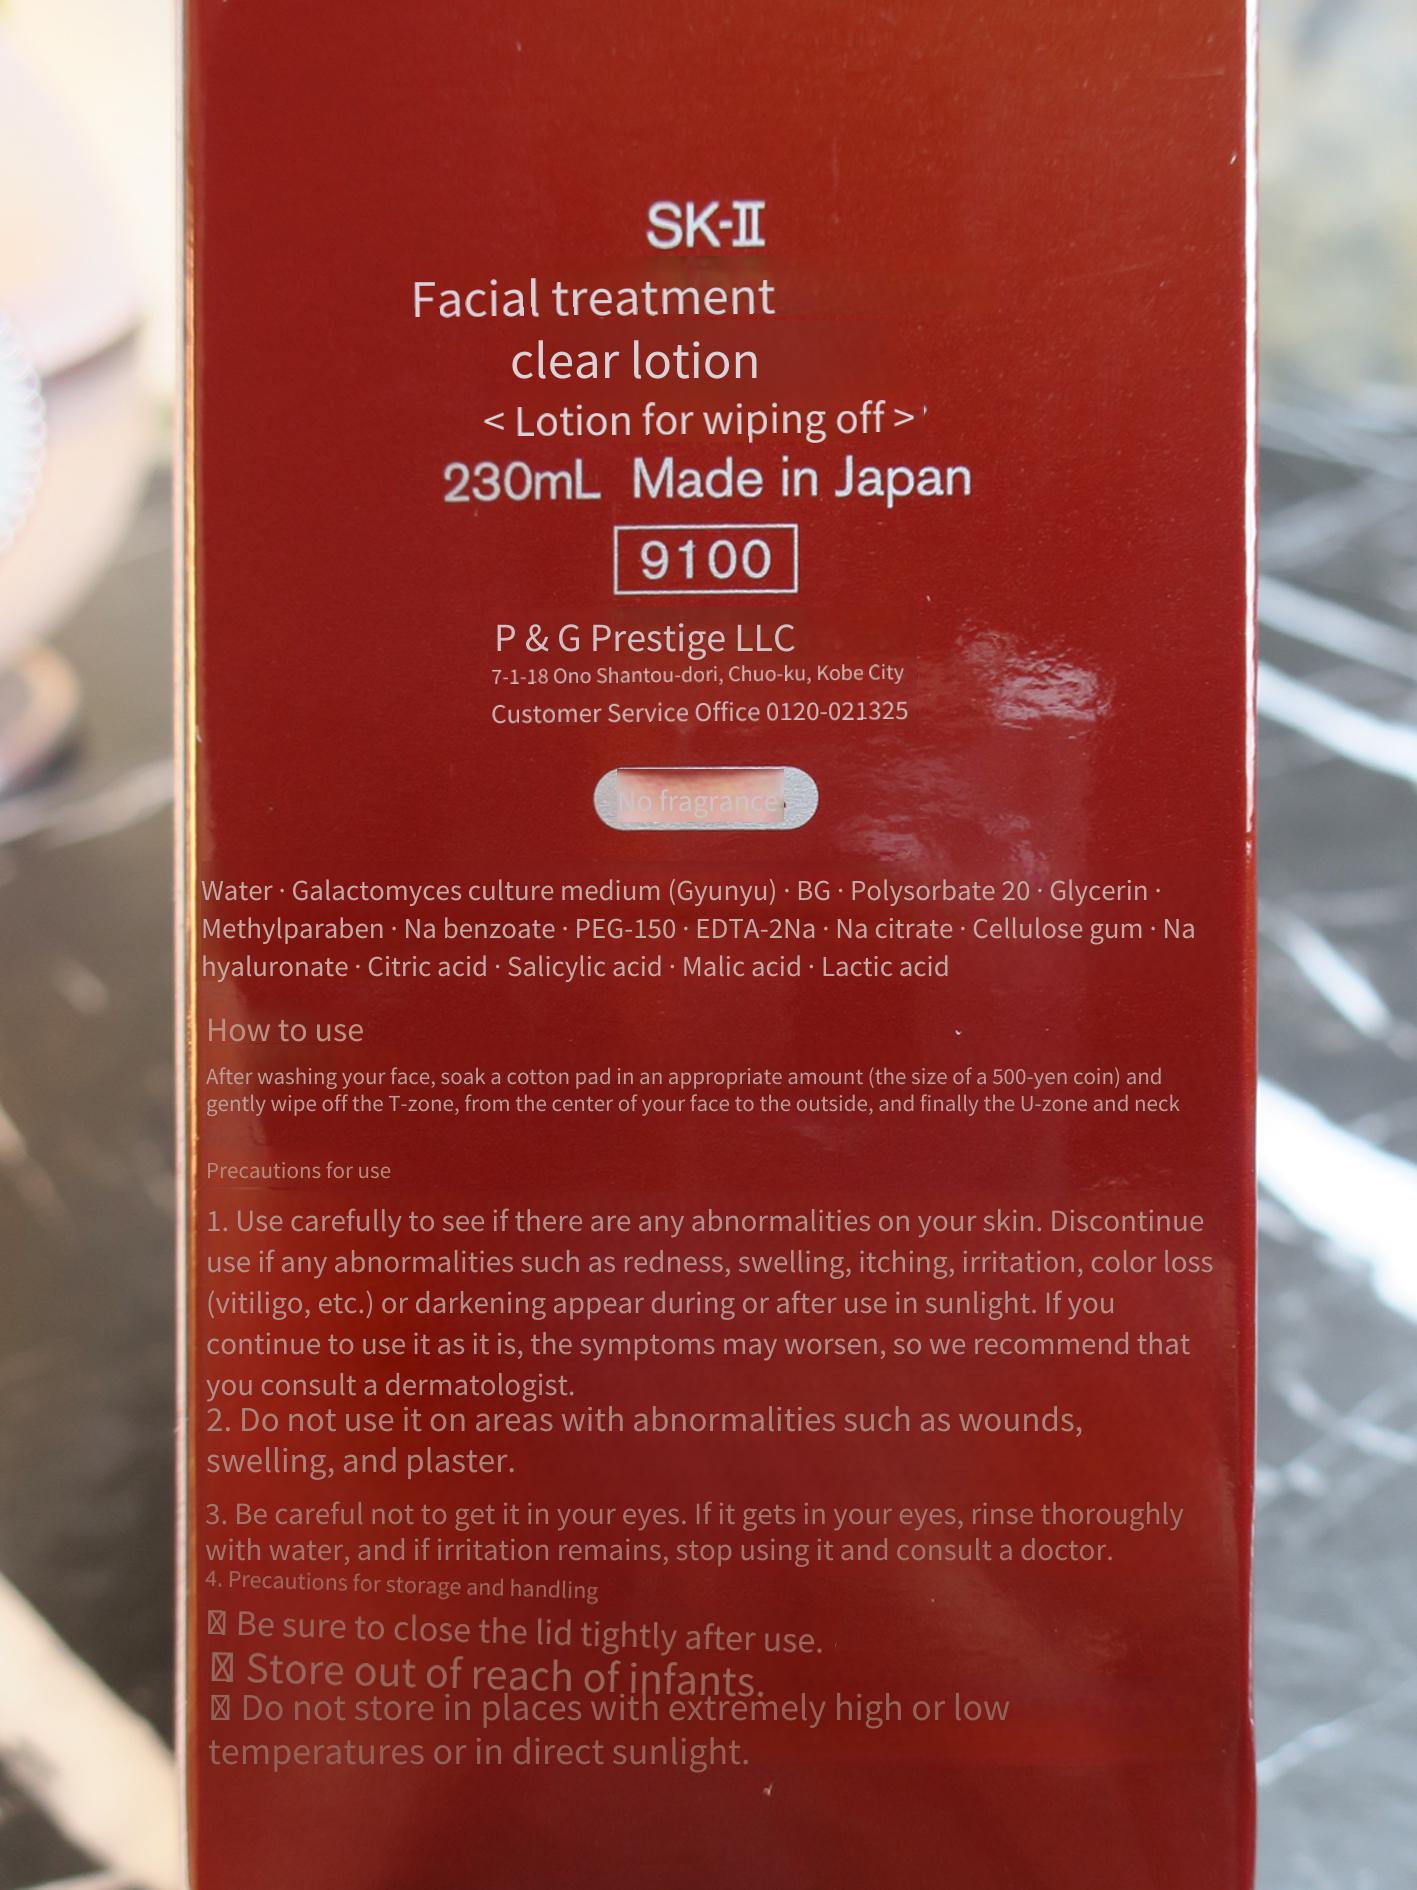 SK-II
Facial treatment
clear lotion
< Lotion for wiping off >
230mL Made in Japan
9100
P & G Prestige LLC
7-1-18 Ono Shantou-dori, Chuo-ku, Kobe City
Customer Service Office 0120-021325
No fragrance
Water · Galactomyces culture medium (Gyunyu) · BG · Polysorbate 20 · Glycerin ·
Methylparaben · Na benzoate · PEG-150 · EDTA-2Na · Na citrate · Cellulose gum · Na
hyaluronate · Citric acid · Salicylic acid · Malic acid · Lactic acid
How to use
After washing your face, soak a cotton pad in an appropriate amount (the size of a 500-yen coin) and
gently wipe off the T-zone, from the center of your face to the outside, and finally the U-zone and neck
Precautions for use
1. Use carefully to see if there are any abnormalities on your skin. Discontinue
use if any abnormalities such as redness, swelling, itching, irritation, color loss
(vitiligo, etc.) or darkening appear during or after use in sunlight. If you
continue to use it as it is, the symptoms may worsen, so we recommend that
you consult a dermatologist.
2. Do not use it on areas with abnormalities such as wounds,
swelling, and plaster.
3. Be careful not to get it in your eyes. If it gets in your eyes, rinse thoroughly
with water, and if irritation remains, stop using it and consult a doctor.
4. Precautions for storage and handling
Be sure to close the lid tightly after use.
Store out of reach of infants.
Do not store in places with extremely high or low
temperatures or in direct sunlight.